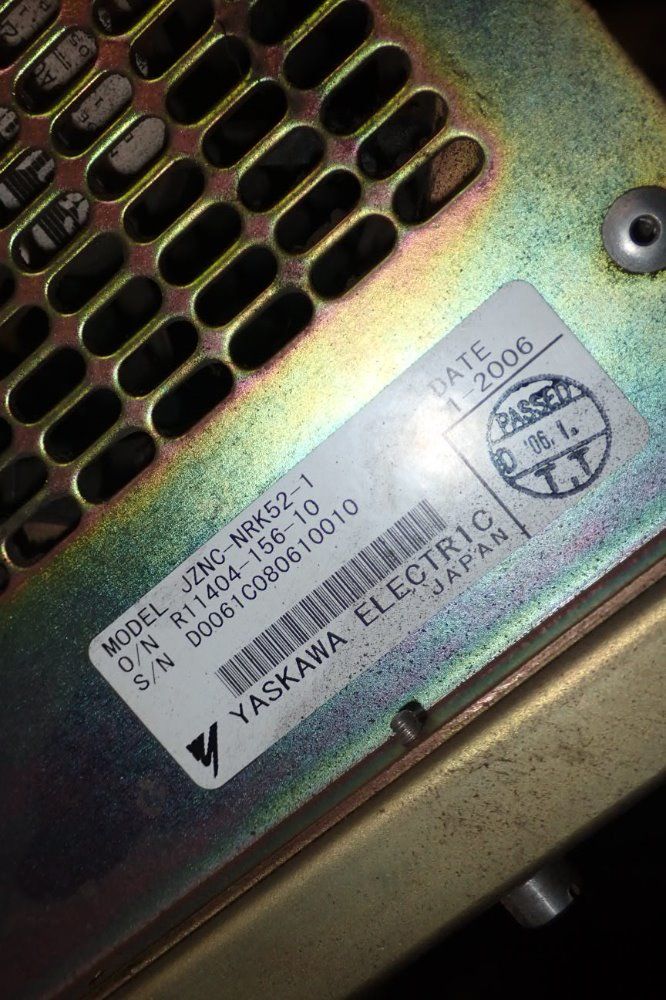 MODEL JZNC-NRK52-1
O/N R11404-156-10
S/N D0061C080610010
DATE
1-2006
PASSED
'06.1.
T.T
YASKAWA ELECTRIC
JAPAN